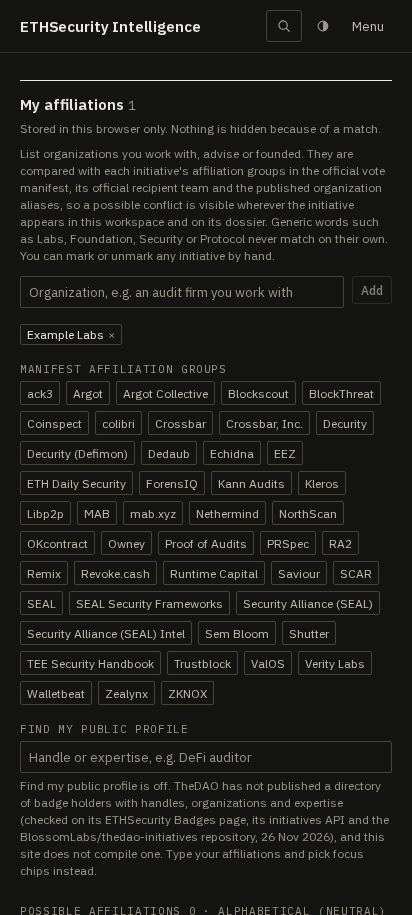 ETHSecurity Intelligence
Menu
My affiliations 1
Stored in this browser only. Nothing is hidden because of a match.
List organizations you work with, advise or founded. They are
compared with each initiative's affiliation groups in the official vote
manifest, its official recipient team and the published organization
aliases, so a possible conflict is visible wherever the initiative
appears in this workspace and on its dossier. Generic words such
as Labs, Foundation, Security or Protocol never match on their own.
You can mark or unmark any initiative by hand.
Organization, e.g. an audit firm you work with
Add
Example Labs ×
MANIFEST AFFILIATION GROUPS
ack3 Argot Argot Collective Blockscout BlockThreat
Coinspect colibri Crossbar Crossbar, Inc. Decurity
Decurity (Defimon) Dedaub Echidna EEZ
ETH Daily Security ForensIQ Kann Audits Kleros
Libp2p MAB mab.xyz Nethermind NorthScan
OKcontract Owney Proof of Audits PRSpec RA2
Remix Revoke.cash Runtime Capital Saviour SCAR
SEAL SEAL Security Frameworks Security Alliance (SEAL)
Security Alliance (SEAL) Intel Sem Bloom Shutter
TEE Security Handbook Trustblock ValOS Verity Labs
Walletbeat Zealynx ZKNOX
FIND MY PUBLIC PROFILE
Handle or expertise, e.g. DeFi auditor
Find my public profile is off. TheDAO has not published a directory
of badge holders with handles, organizations and expertise
(checked on its ETHSecurity Badges page, its initiatives API and the
BlossomLabs/thedao-initiatives repository, 26 Nov 2026), and this
site does not compile one. Type your affiliations and pick focus
chips instead.
POSSIBLE AFFILIATIONS 0 · ALPHABETICAL (NEUTRAL)